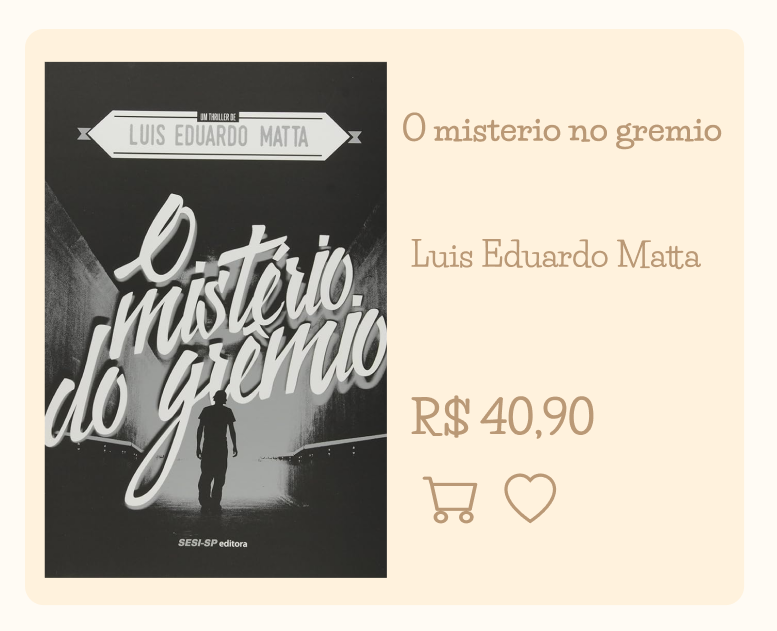 UM THRILLER DE
LUIS EDUARDO MATTA
O
mistério
do grêmio
SESI-SP editora
O misterio no gremio
Luis Eduardo Matta
R$ 40,90